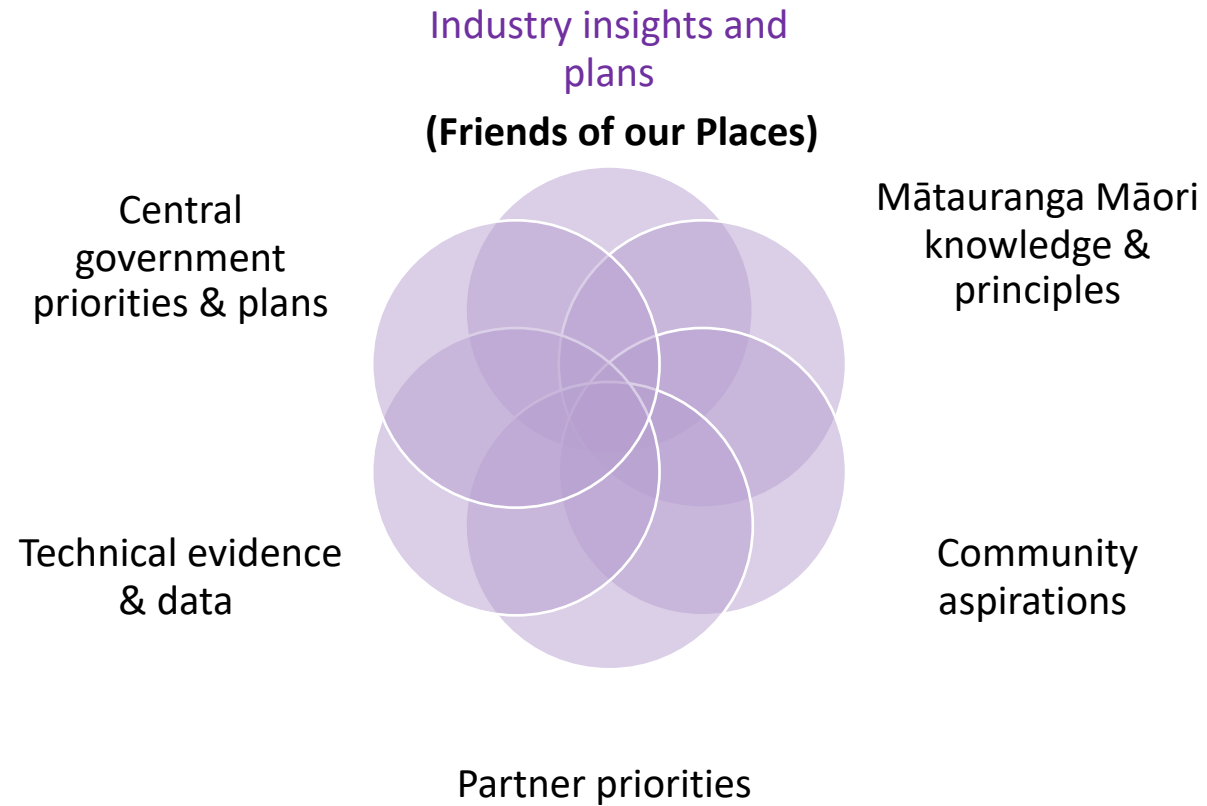 Industry insights and
plans
(Friends of our Places)
Central
government
priorities & plans
Mātauranga Māori
knowledge &
principles
Technical evidence
& data
Community
aspirations
Partner priorities